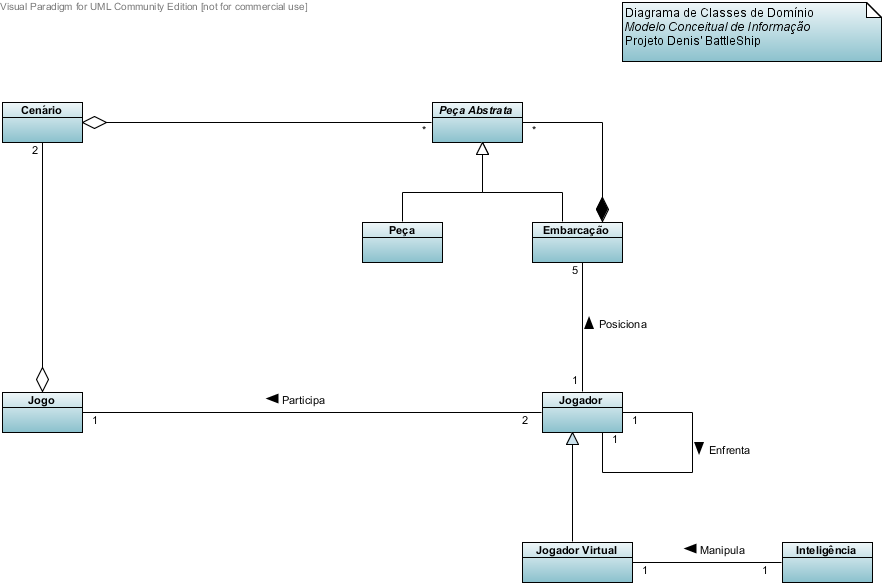 Visual Paradigm for UML Community Edition [not for commercial use]
Diagrama de Classes de Domínio
Modelo Conceitual de Informação
Projeto Denis' BattleShip
Cenário
Peça Abstrata
*
*
2
Peça
Embarcação
5
Posiciona
1
Jogo
Participa
Jogador
1
2
1
1
Enfrenta
Jogador Virtual
Manipula
Inteligência
1
1